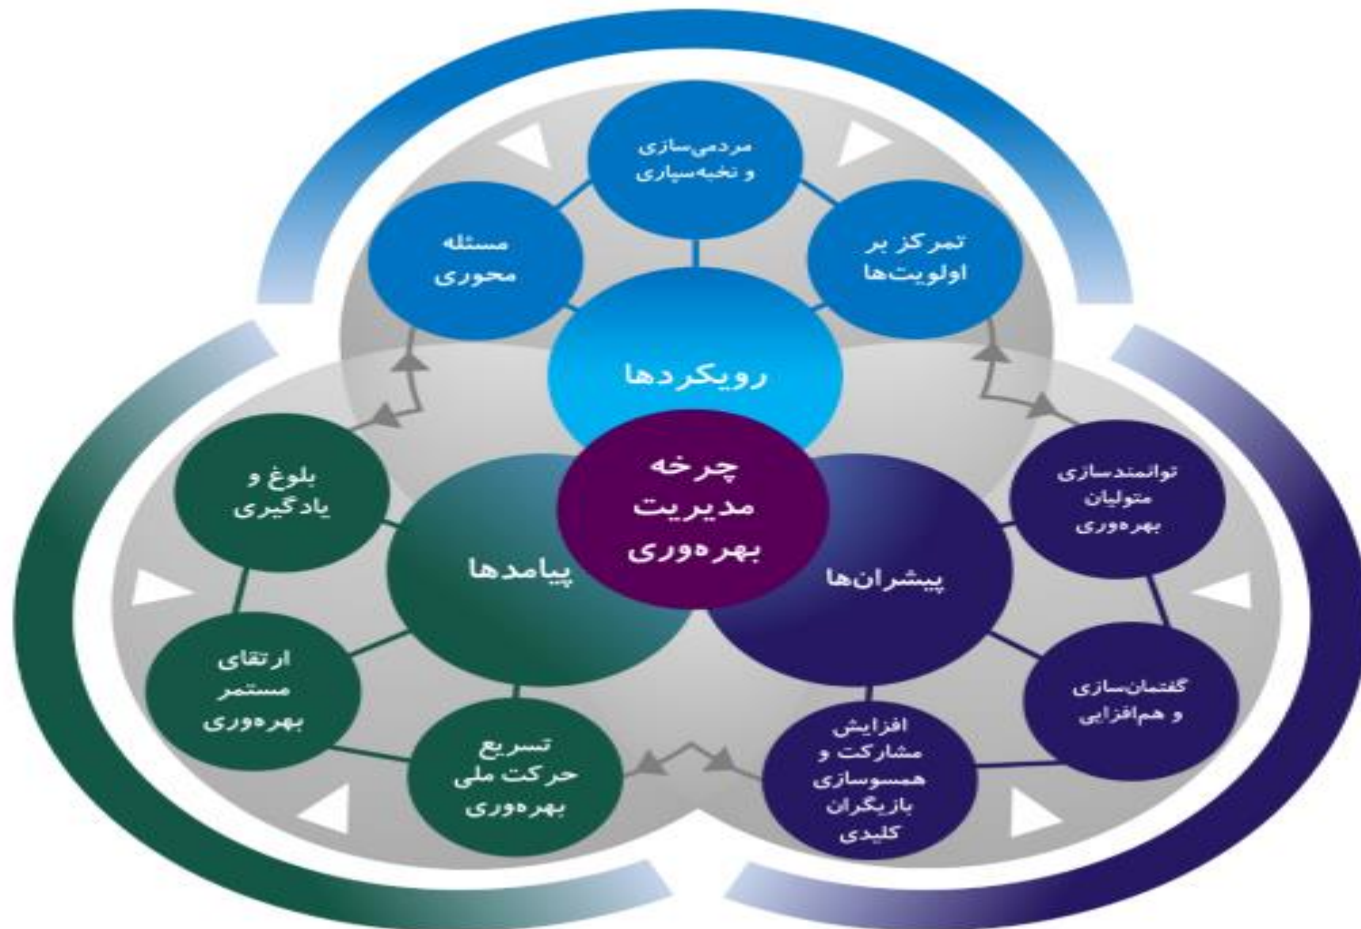 مردمی‌سازی
و نخبه‌سپاری
تمرکز بر
اولویت‌ها
مسئله
محوری
رویکردها
چرخه
مدیریت
بهره‌وری
توانمندسازی
متولیان
بهره‌وری
پیشران‌ها
گفتمان‌سازی
و هم‌افزایی
افزایش
مشارکت و
همسوسازی
بازیگران
کلیدی
بلوغ و
یادگیری
پیامدها
ارتقای
مستمر
بهره‌وری
تسریع
حرکت ملی
بهره‌وری